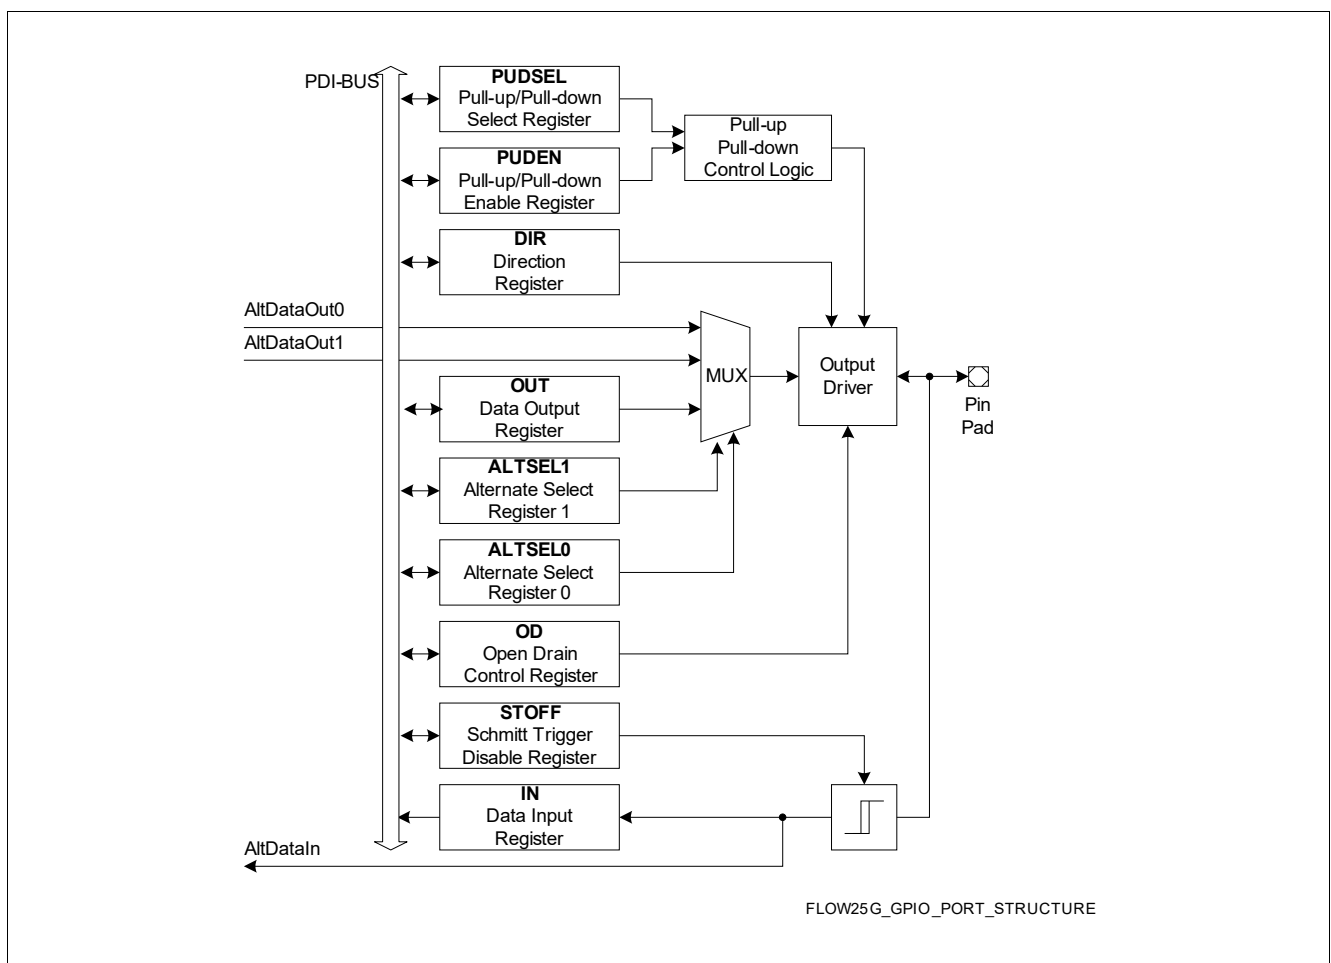 PDI-BUS
PUDSEL
Pull-up/Pull-down
Select Register
Pull-up
Pull-down
Control Logic
PUDEN
Pull-up/Pull-down
Enable Register
DIR
Direction
Register
AltDataOut0
AltDataOut1
MUX
Output
Driver
OUT
Data Output
Register
Pin
Pad
ALTSEL1
Alternate Select
Register 1
ALTSEL0
Alternate Select
Register 0
OD
Open Drain
Control Register
STOFF
Schmitt Trigger
Disable Register
IN
Data Input
Register
AltDataIn
FLOW25G_GPIO_PORT_STRUCTURE